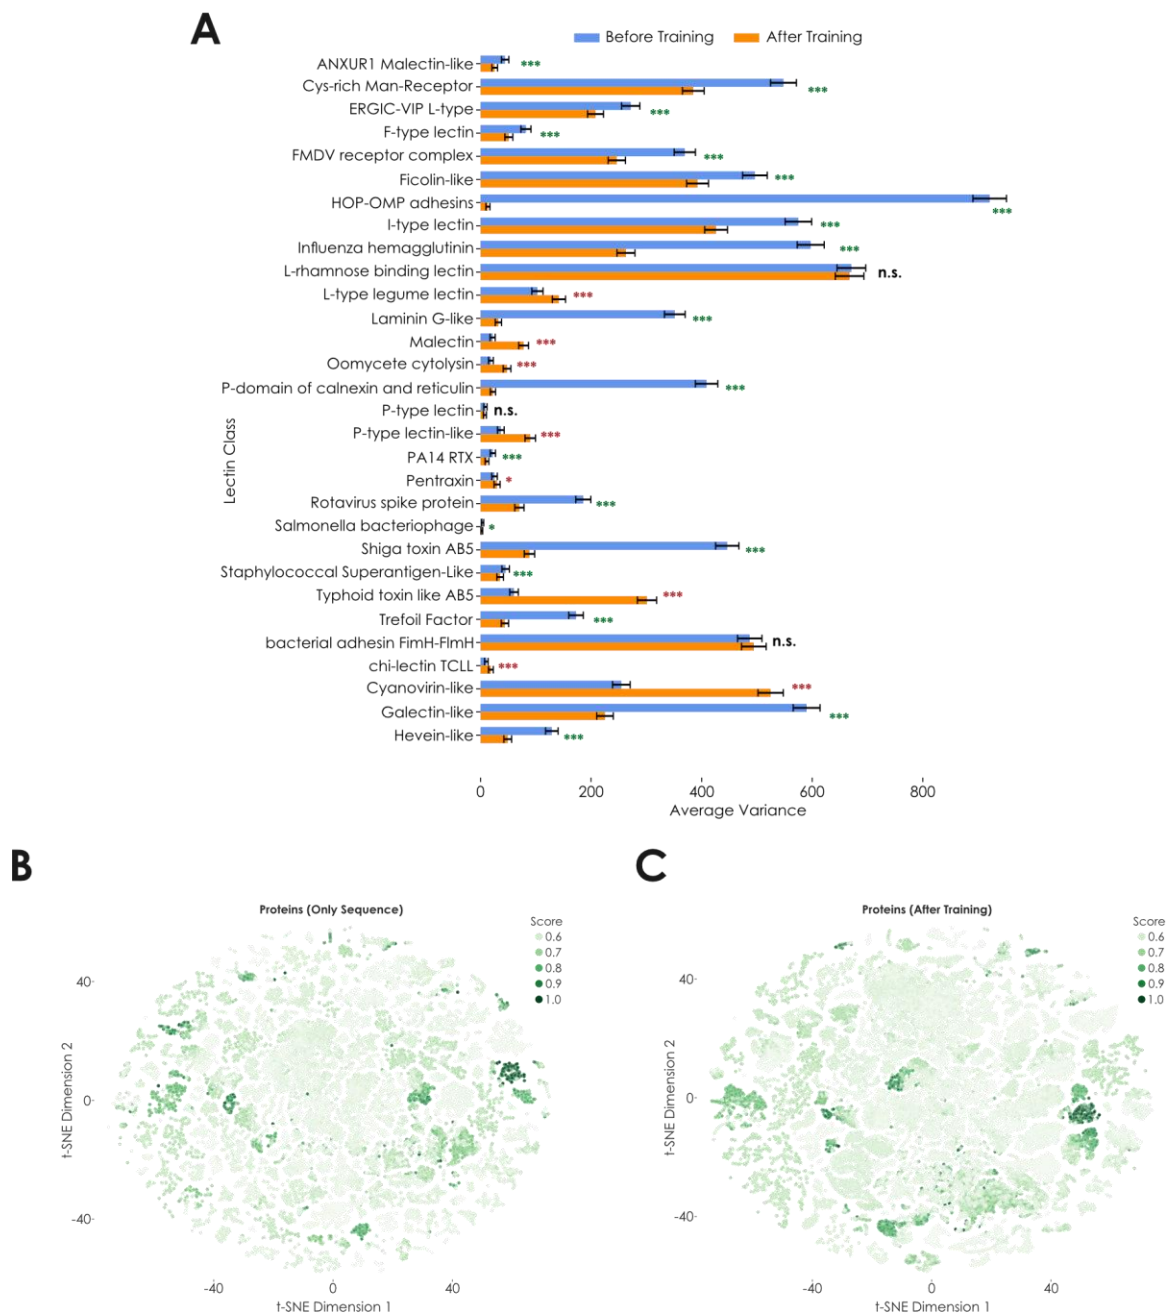 A
Before Training After Training
ANXUR1 Malectin-like ***
Cys-rich Man-Receptor ***
ERGIC-VIP L-type ***
F-type lectin ***
FMDV receptor complex ***
Ficolin-like ***
HOP-OMP adhesins ***
I-type lectin ***
Influenza hemagglutinin ***
L-rhamnose binding lectin n.s.
L-type legume lectin ***
Laminin G-like ***
Malectin ***
Oomycete cytolysin ***
P-domain of calnexin and reticulin ***
P-type lectin n.s.
P-type lectin-like ***
PA14 RTX ***
Pentraxin *
Rotavirus spike protein ***
Salmonella bacteriophage *
Shiga toxin AB5 ***
Staphylococcal Superantigen-Like ***
Typhoid toxin like AB5 ***
Trefoil Factor ***
bacterial adhesin FimH-FlmH n.s.
chi-lectin TCLL ***
Cyanovirin-like ***
Galectin-like ***
Hevein-like ***
Lectin Class
0 200 400 600 800
Average Variance
B
Proteins (Only Sequence)
Score
0.6
0.7
0.8
0.9
1.0
40
0
-40
t-SNE Dimension 2
-40 0 40
t-SNE Dimension 1
C
Proteins (After Training)
Score
0.6
0.7
0.8
0.9
1.0
40
0
-40
t-SNE Dimension 2
-40 0 40
t-SNE Dimension 1